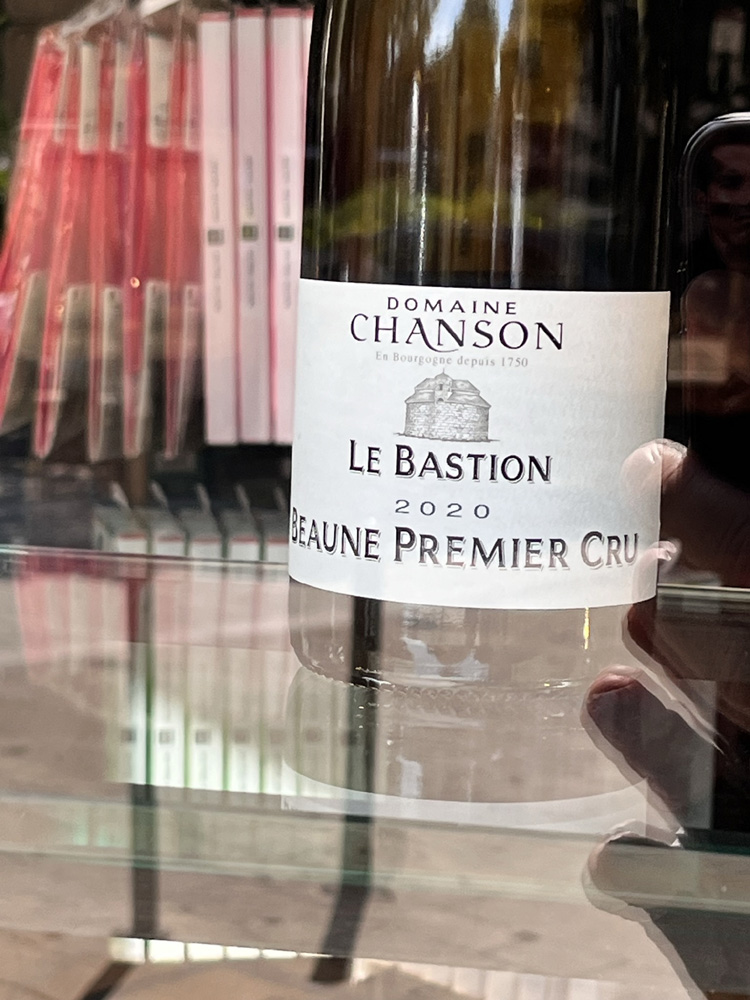 DOMAINE
CHANSON
En Bourgogne depuis 1750
LE BASTION
2020
BEAUNE PREMIER CRU